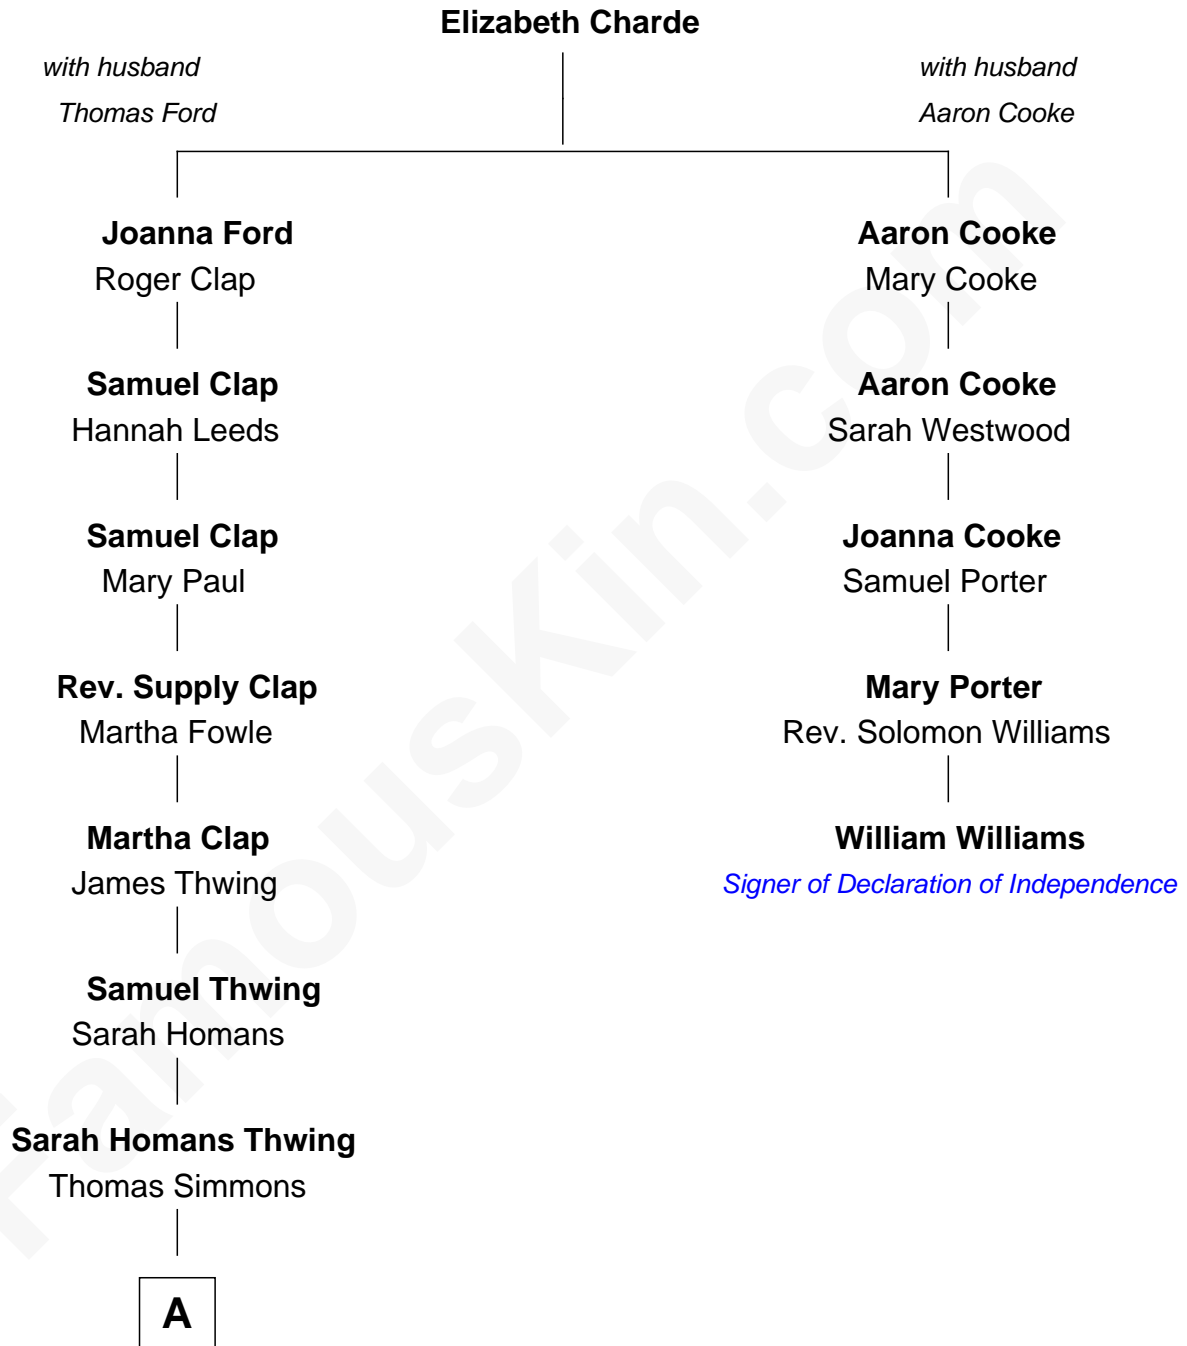 Elizabeth Charde
with husband
Thomas Ford
with husband
Aaron Cooke
Joanna Ford
Roger Clap
Aaron Cooke
Mary Cooke
Samuel Clap
Hannah Leeds
Aaron Cooke
Sarah Westwood
Samuel Clap
Mary Paul
Joanna Cooke
Samuel Porter
Rev. Supply Clap
Martha Fowle
Mary Porter
Rev. Solomon Williams
Martha Clap
James Thwing
William Williams
Signer of Declaration of Independence
Samuel Thwing
Sarah Homans
Sarah Homans Thwing
Thomas Simmons
A
FamousKin.com